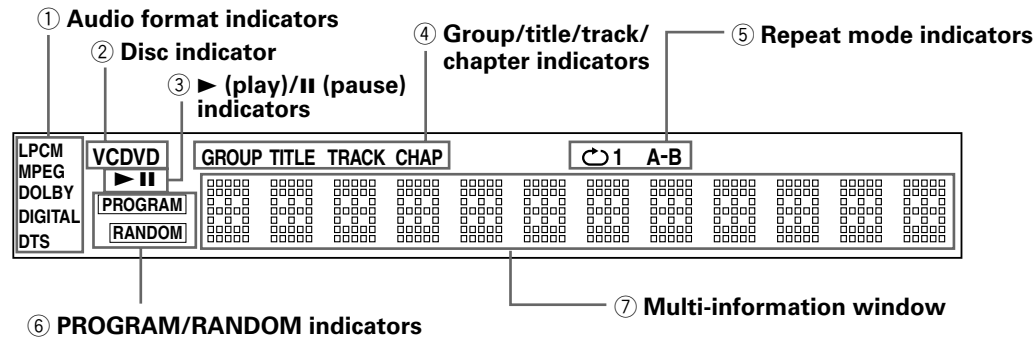 ① Audio format indicators
② Disc indicator
③ ► (play)/II (pause)
indicators
④ Group/title/track/
chapter indicators
⑤ Repeat mode indicators
LPCM
MPEG
DOLBY
DIGITAL
DTS
VCDVD
► II
PROGRAM
RANDOM
GROUP TITLE TRACK CHAP
1 A-B
⑥ PROGRAM/RANDOM indicators
⑦ Multi-information window